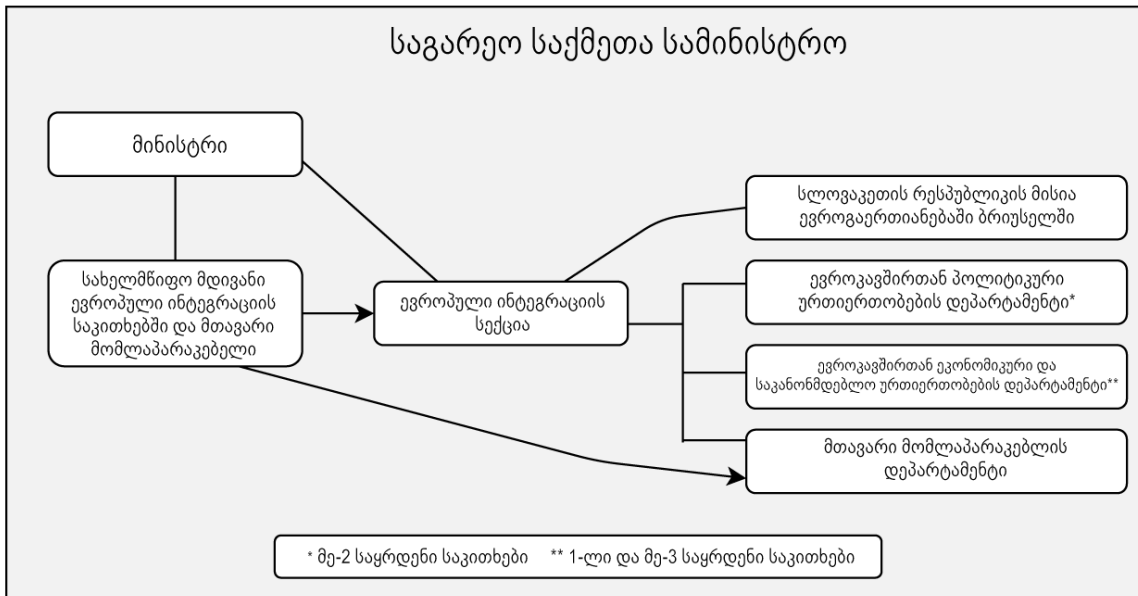 საგარეო საქმეთა სამინისტრო
მინისტრი
სახელმწიფო მდივანი
ევროპული ინტეგრაციის
საკითხებში და მთავარი
მომლაპარაკებელი
ევროპული ინტეგრაციის
სექცია
სლოვაკეთის რესპუბლიკის მისია
ევროგაერთიანებაში ბრიუსელში
ევროკავშირთან პოლიტიკური
ურთიერთობების დეპარტამენტი*
ევროკავშირთან ეკონომიკური და
საკანონმდებლო ურთიერთობების დეპარტამენტი**
მთავარი მომლაპარაკებლის
დეპარტამენტი
* მე-2 საყრდენი საკითხები ** 1-ლი და მე-3 საყრდენი საკითხები